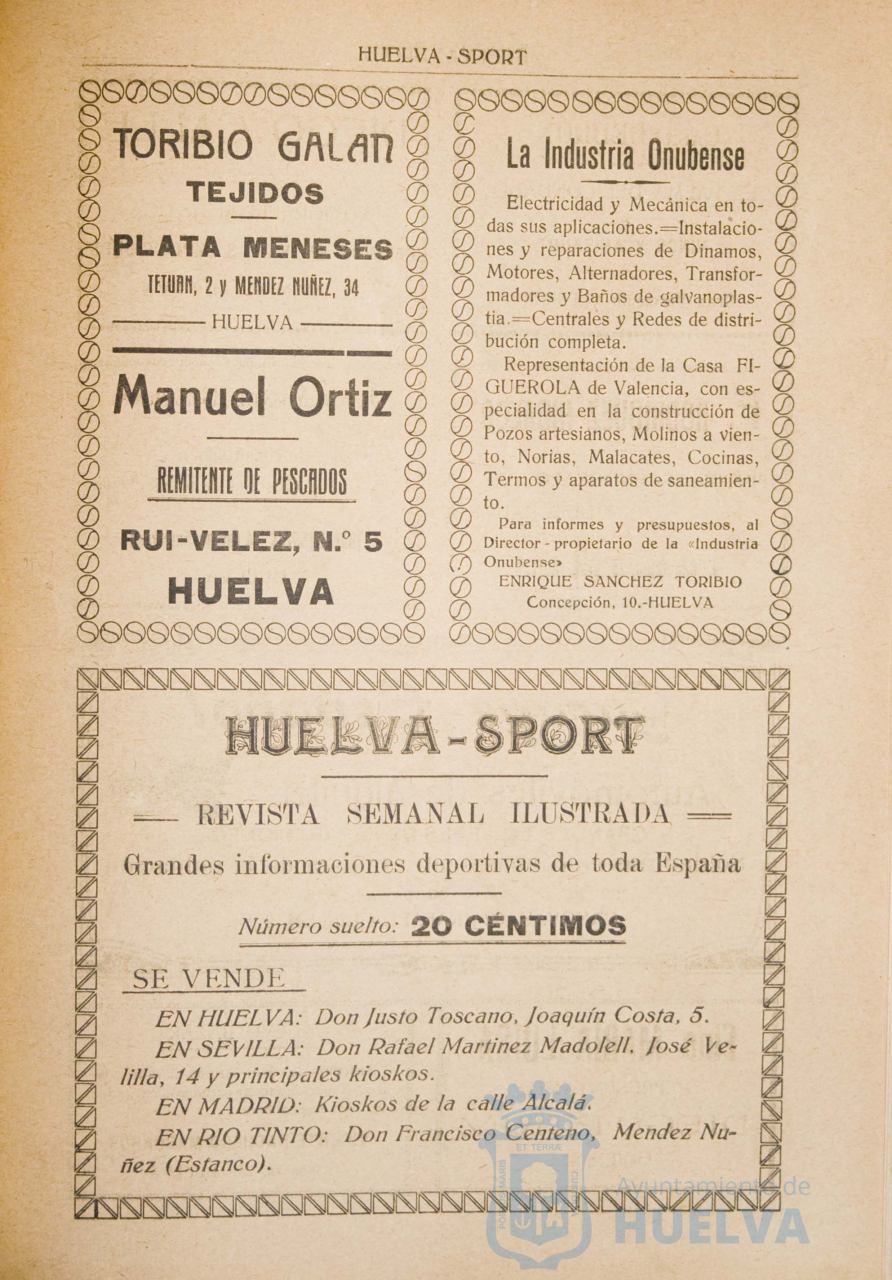 HUELVA - SPORT
TORIBIO GALAN
TEJIDOS
PLATA MENESES
TETUAN, 2 y MENDEZ NUÑEZ, 34
HUELVA
Manuel Ortiz
REMITENTE DE PESCADOS
RUI-VELEZ, N.º 5
HUELVA
La Industria Onubense
Electricidad y Mecánica en to-
das sus aplicaciones.=Instalacio-
nes y reparaciones de Dinamos,
Motores, Alternadores, Transfor-
madores y Baños de galvanoplas-
tia.=Centrales y Redes de distri-
bución completa.
Representación de la Casa FI-
GUEROLA de Valencia, con es-
pecialidad en la construcción de
Pozos artesianos, Molinos a vien-
to, Norias, Malacates, Cocinas,
Termos y aparatos de saneamien-
to.
Para informes y presupuestos, al
Director - propietario de la «Industria
Onubense»
ENRIQUE SANCHEZ TORIBIO
Concepción, 10.-HUELVA
HUELVA - SPORT
REVISTA SEMANAL ILUSTRADA
Grandes informaciones deportivas de toda España
Número suelto: 20 CÉNTIMOS
SE VENDE
EN HUELVA: Don Justo Toscano, Joaquín Costa, 5.
EN SEVILLA: Don Rafael Martinez Madolell, José Ve-
lilla, 14 y principales kioskos.
EN MADRID: Kioskos de la calle Alcalá.
EN RIO TINTO: Don Francisco Centeno, Mendez Nu-
ñez (Estanco).
ET TERRA
Ayuntamiento de
HUELVA